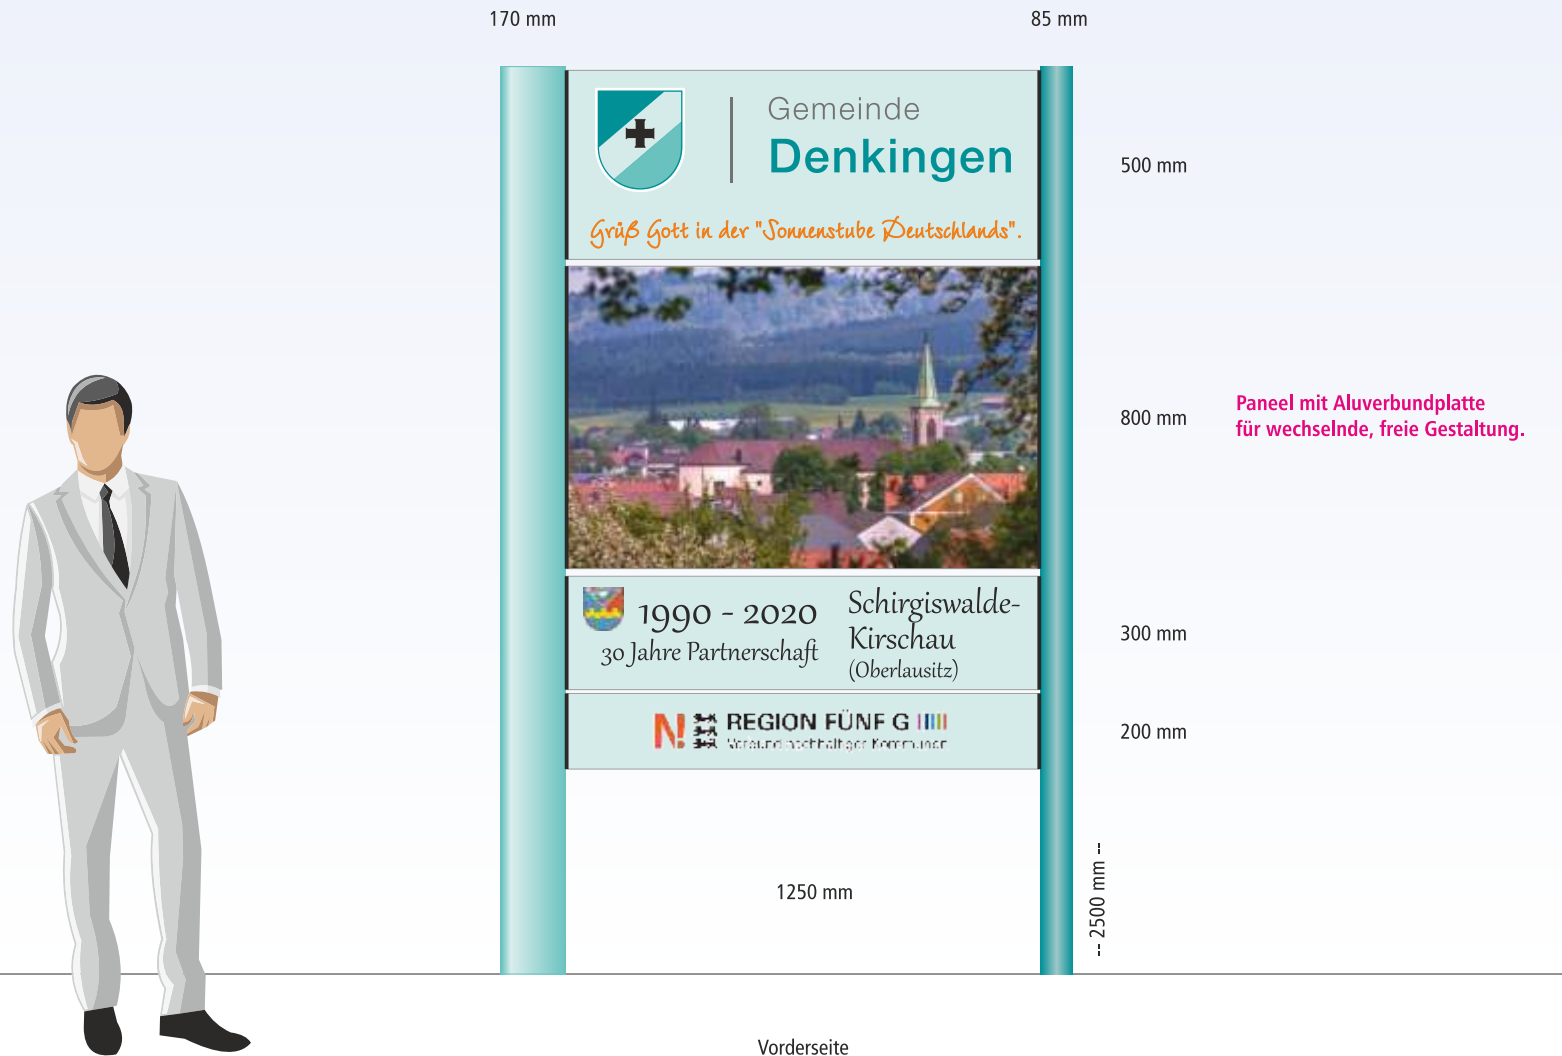 170 mm
85 mm
Gemeinde
Denkingen
500 mm
Grüß Gott in der "Sonnenstube Deutschlands".
800 mm
Paneel mit Aluverbundplatte
für wechselnde, freie Gestaltung.
1990 - 2020
30 Jahre Partnerschaft
Schirgiswalde-
Kirschau
(Oberlausitz)
300 mm
N! REGION FÜNF G
Kommunen
200 mm
1250 mm
-- 2500 mm --
Vorderseite